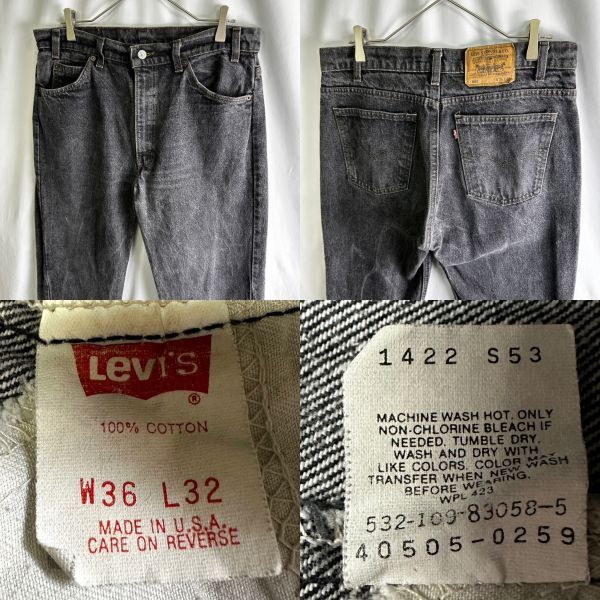 Levi's
®
100% COTTON
W36 L32
MADE IN U.S.A.
CARE ON REVERSE
1422 S53
MACHINE WASH HOT. ONLY
NON-CHLORINE BLEACH IF
NEEDED. TUMBLE DRY.
WASH AND DRY WITH
LIKE COLORS. COLOR MAY
TRANSFER WHEN NEW. WASH
BEFORE WEARING.
WPL 423
532-109-83058-5
40505-0259